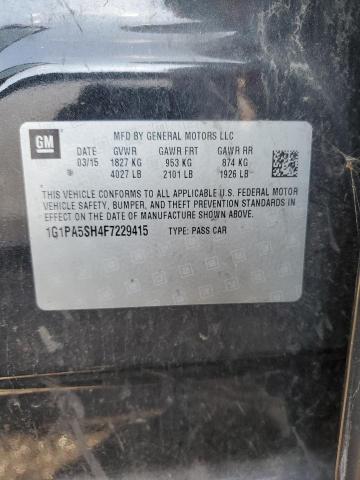 GM
MFD BY GENERAL MOTORS LLC
DATE GVWR GAWR FRT GAWR RR
03/15 1827 KG 953 KG 874 KG
4027 LB 2101 LB 1926 LB
THIS VEHICLE CONFORMS TO ALL APPLICABLE U.S. FEDERAL MOTOR
VEHICLE SAFETY, BUMPER, AND THEFT PREVENTION STANDARDS
IN EFFECT ON THE DATE OF MANUFACTURE SHOWN ABOVE.
1G1PA5SH4F7229415 TYPE: PASS CAR